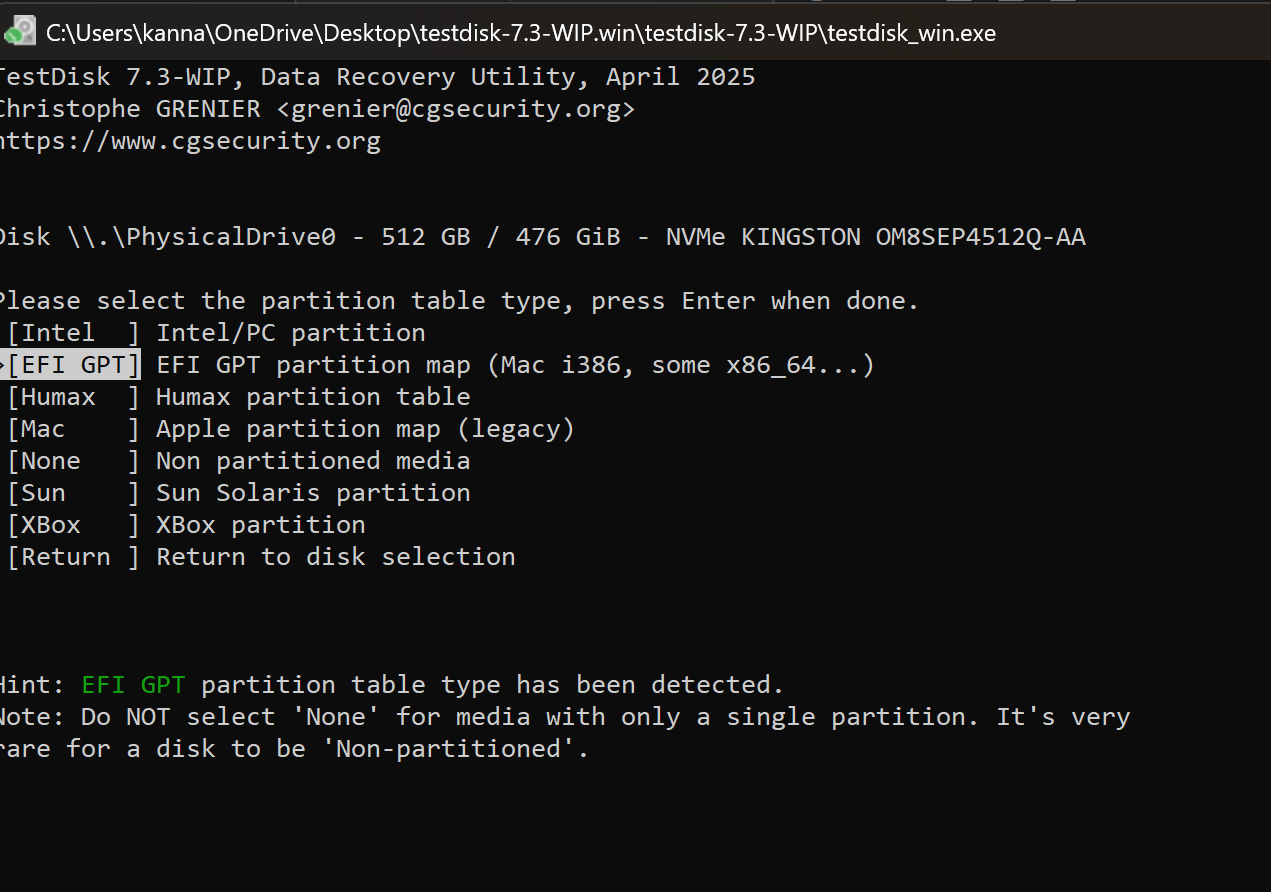 C:\Users\kanna\OneDrive\Desktop\testdisk-7.3-WIP.win\testdisk-7.3-WIP\testdisk_win.exe
TestDisk 7.3-WIP, Data Recovery Utility, April 2025
Christophe GRENIER <grenier@cgsecurity.org>
https://www.cgsecurity.org
Disk \\.\PhysicalDrive0 - 512 GB / 476 GiB - NVMe KINGSTON OM8SEP4512Q-AA
Please select the partition table type, press Enter when done.
[Intel  ] Intel/PC partition
>[EFI GPT] EFI GPT partition map (Mac i386, some x86_64...)
[Humax  ] Humax partition table
[Mac    ] Apple partition map (legacy)
[None   ] Non partitioned media
[Sun    ] Sun Solaris partition
[XBox   ] XBox partition
[Return ] Return to disk selection
Hint: EFI GPT partition table type has been detected.
Note: Do NOT select 'None' for media with only a single partition. It's very
rare for a disk to be 'Non-partitioned'.